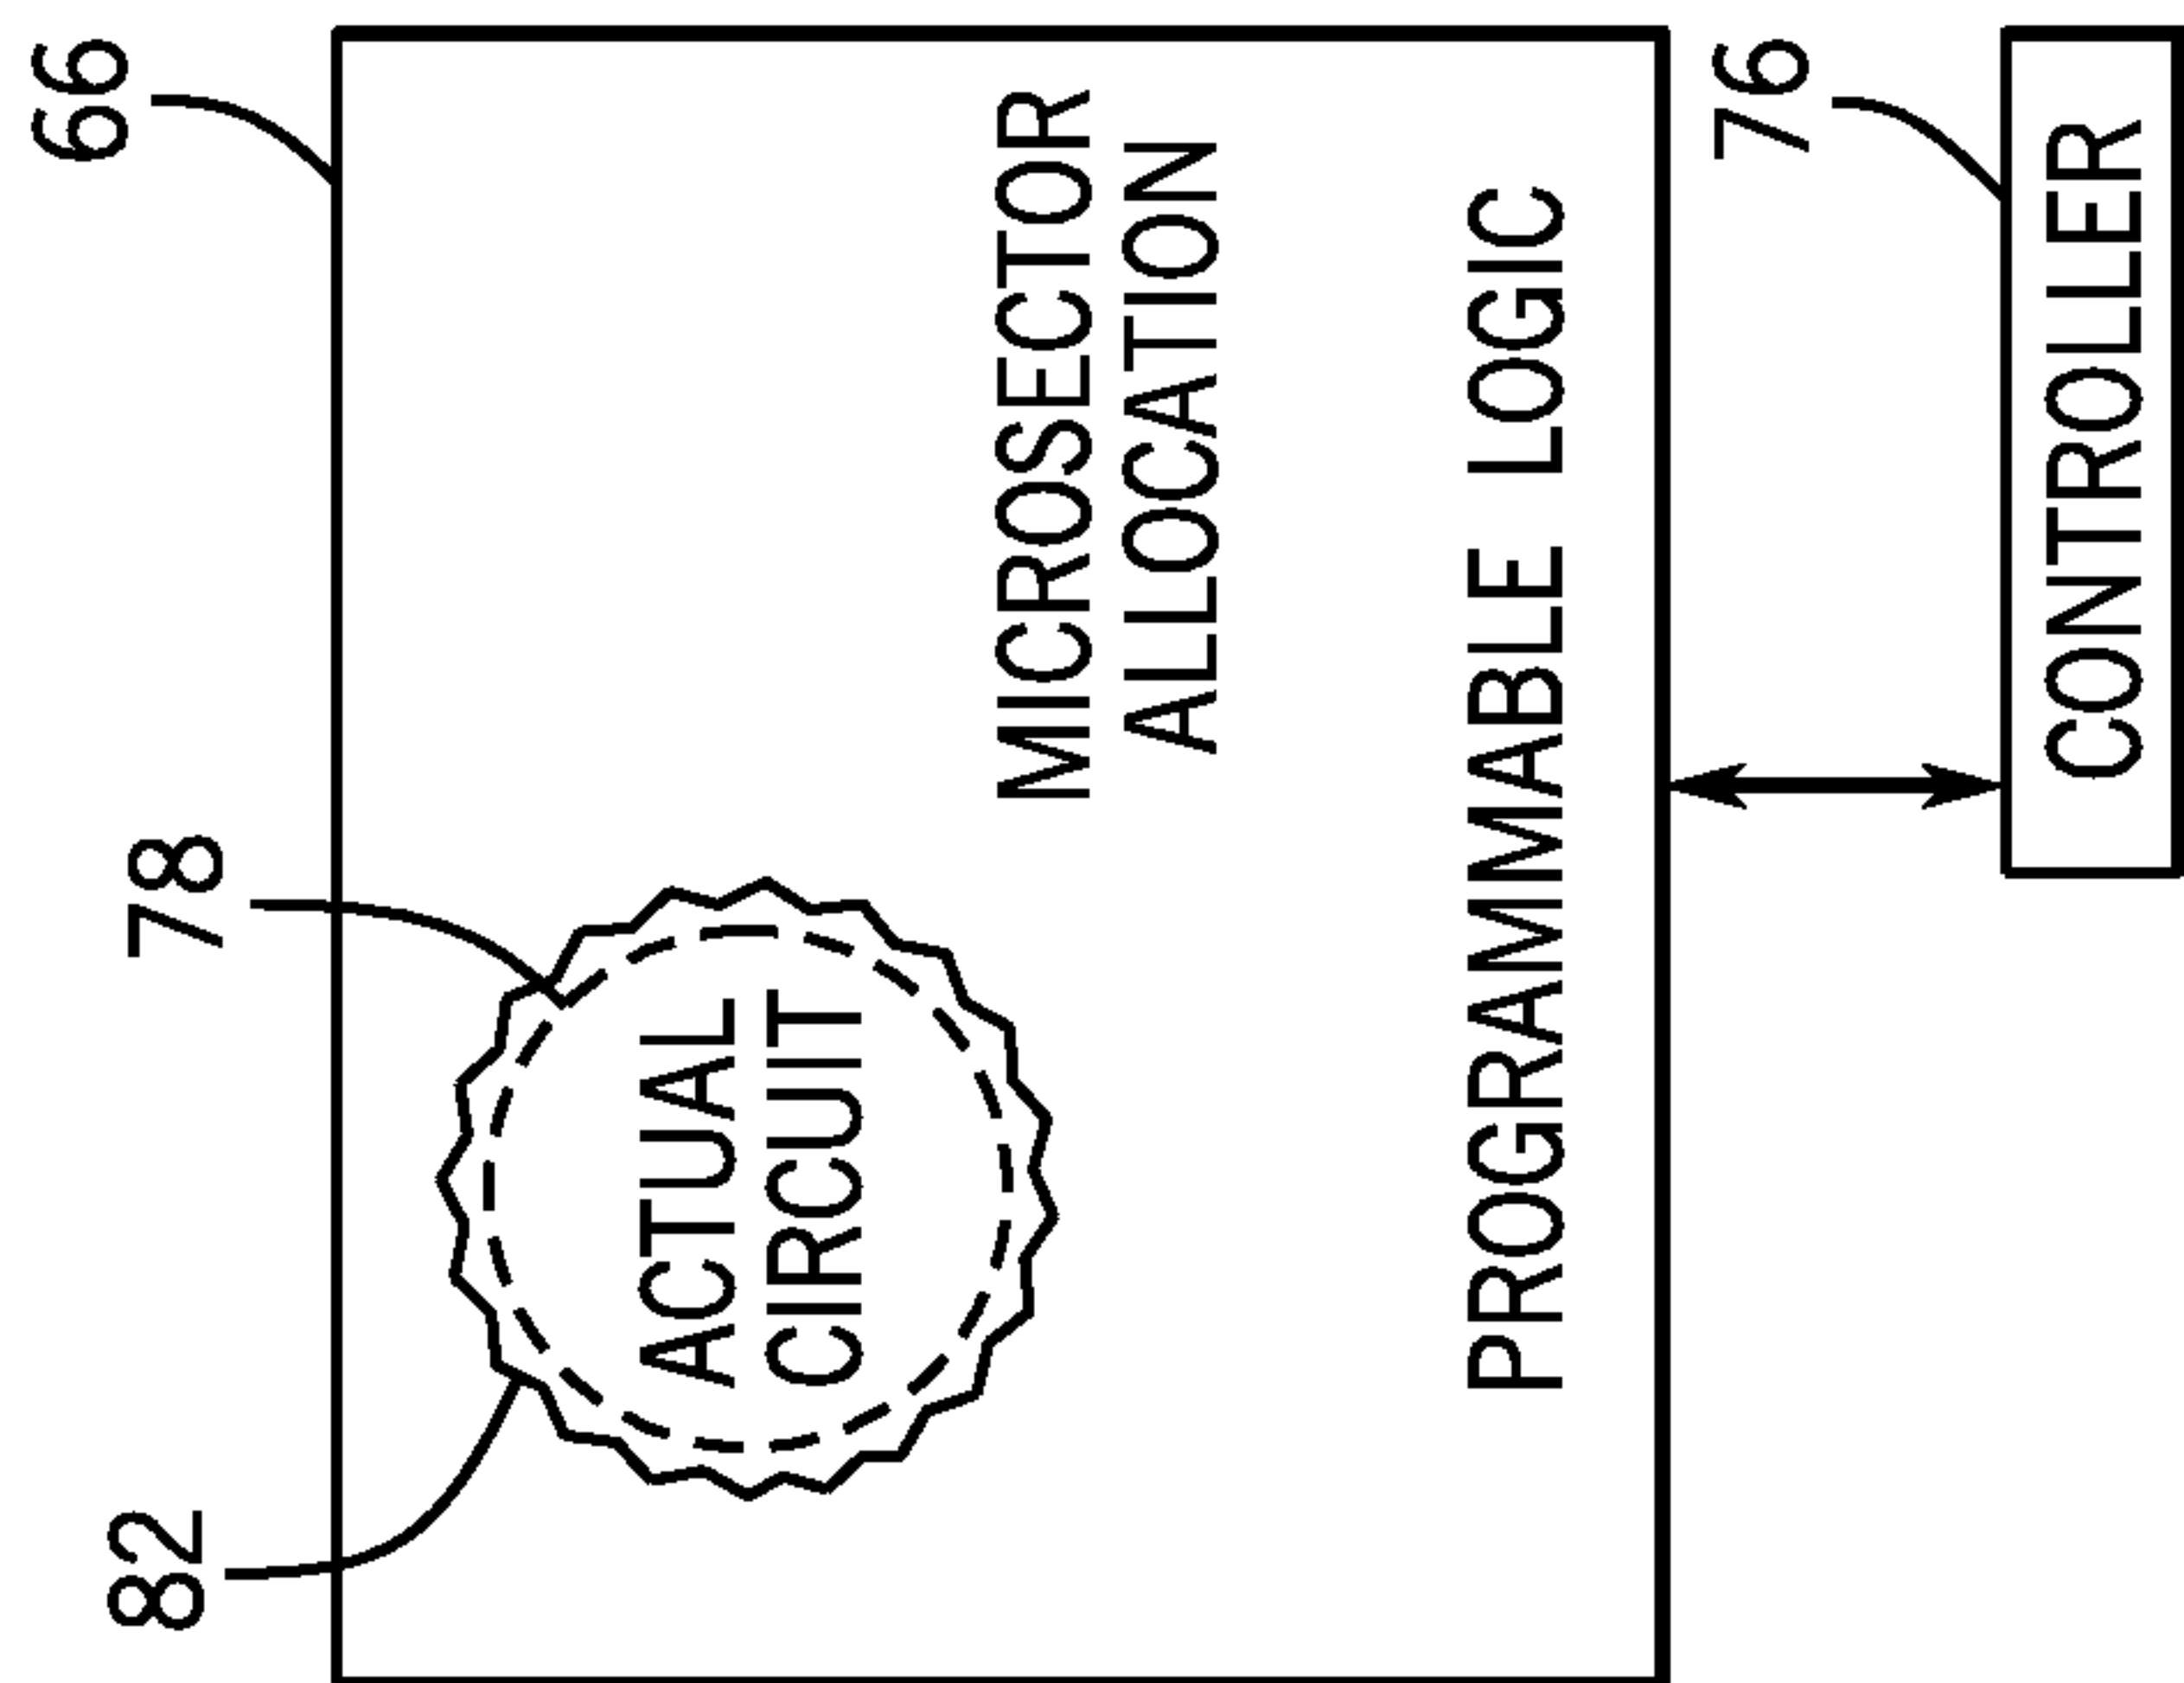 66
78
82
ACTUAL
CIRCUIT
MICROSECTOR
ALLOCATION
PROGRAMMABLE LOGIC
76
CONTROLLER